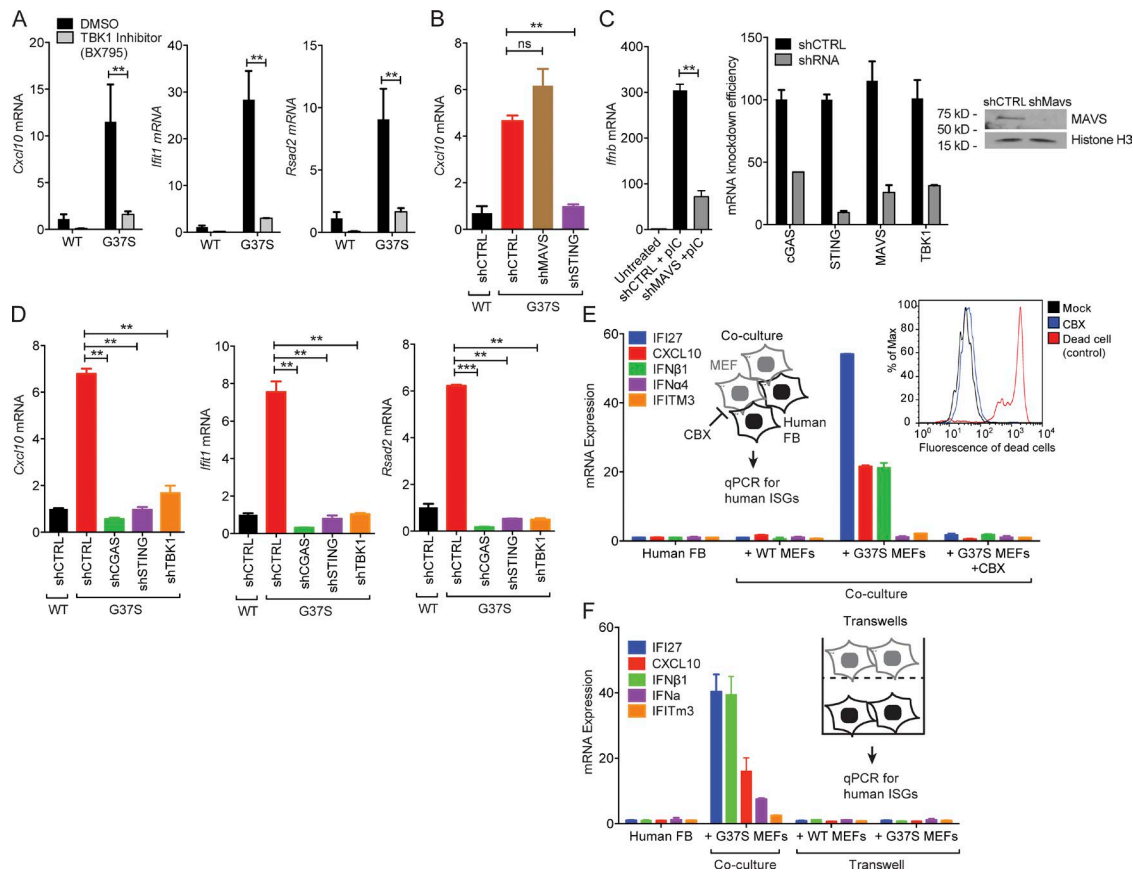 A
DMSO
TBK1 Inhibitor
(BX795)
Cxcl10 mRNA
20
15
10
5
0
**
WT
G37S
Ifit1 mRNA
40
30
20
10
0
**
WT
G37S
Rsad2 mRNA
15
10
5
0
**
WT
G37S
B
Cxcl10 mRNA
8
6
4
2
0
**
ns
shCTRL
shCTRL
shMAVS
shSTING
WT
G37S
C
Ifnb mRNA
400
300
200
100
0
**
Untreated
shCTRL + pIC
shMAVS +pIC
shCTRL
shRNA
mRNA knockdown efficiency
150
100
50
0
cGAS
STING
MAVS
TBK1
shCTRL shMavs
75 kD -
50 kD -
15 kD -
MAVS
Histone H3
D
Cxcl10 mRNA
8
6
4
2
0
**
**
**
shCTRL
shCTRL
shCGAS
shSTING
shTBK1
WT
G37S
Ifit1 mRNA
10
8
6
4
2
0
**
**
**
shCTRL
shCTRL
shCGAS
shSTING
shTBK1
WT
G37S
Rsad2 mRNA
8
6
4
2
0
**
**
***
shCTRL
shCTRL
shCGAS
shSTING
shTBK1
WT
G37S
E
mRNA Expression
60
40
20
0
IFI27
CXCL10
IFNβ1
IFNα4
IFITM3
Co-culture
MEF
CBX
Human
FB
qPCR for
human ISGs
% of Max
100
80
60
40
20
0
10⁰ 10¹ 10² 10³ 10⁴
Fluorescence of dead cells
Mock
CBX
Dead cell
(control)
Human FB
+ WT MEFs
+ G37S MEFs
+ G37S MEFs
+CBX
Co-culture
F
mRNA Expression
60
40
20
0
IFI27
CXCL10
IFNβ1
IFNa
IFITm3
Transwells
qPCR for
human ISGs
Human FB
+ G37S MEFs
+ WT MEFs
+ G37S MEFs
Co-culture
Transwell